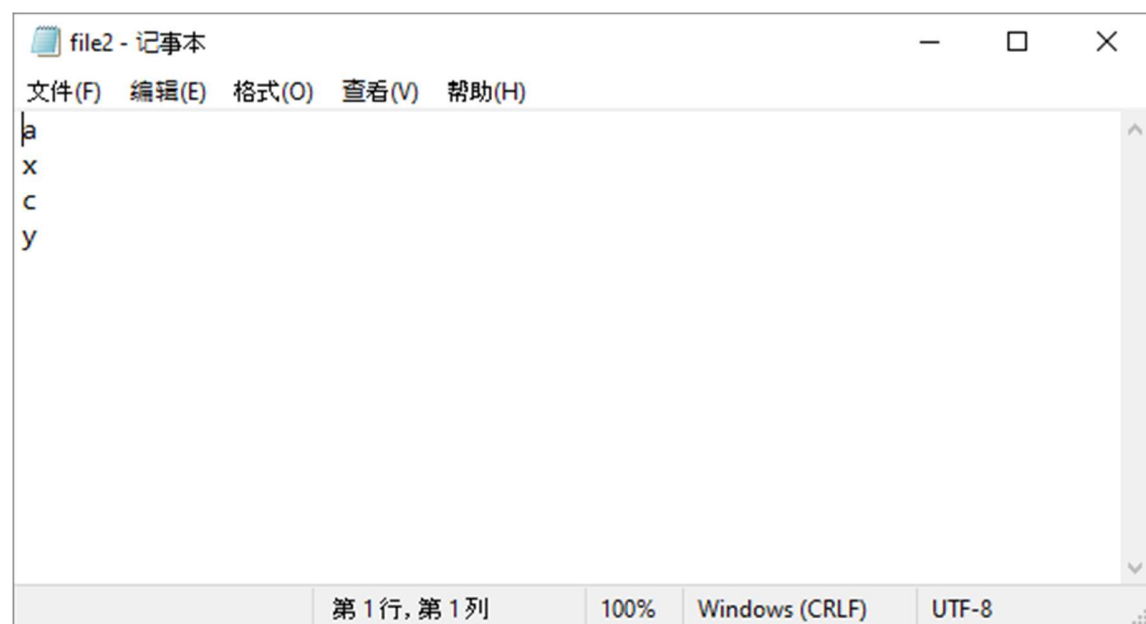 file2 - 记事本
文件(F) 编辑(E) 格式(O) 查看(V) 帮助(H)
a
x
c
y
第 1 行, 第 1 列 100% Windows (CRLF) UTF-8